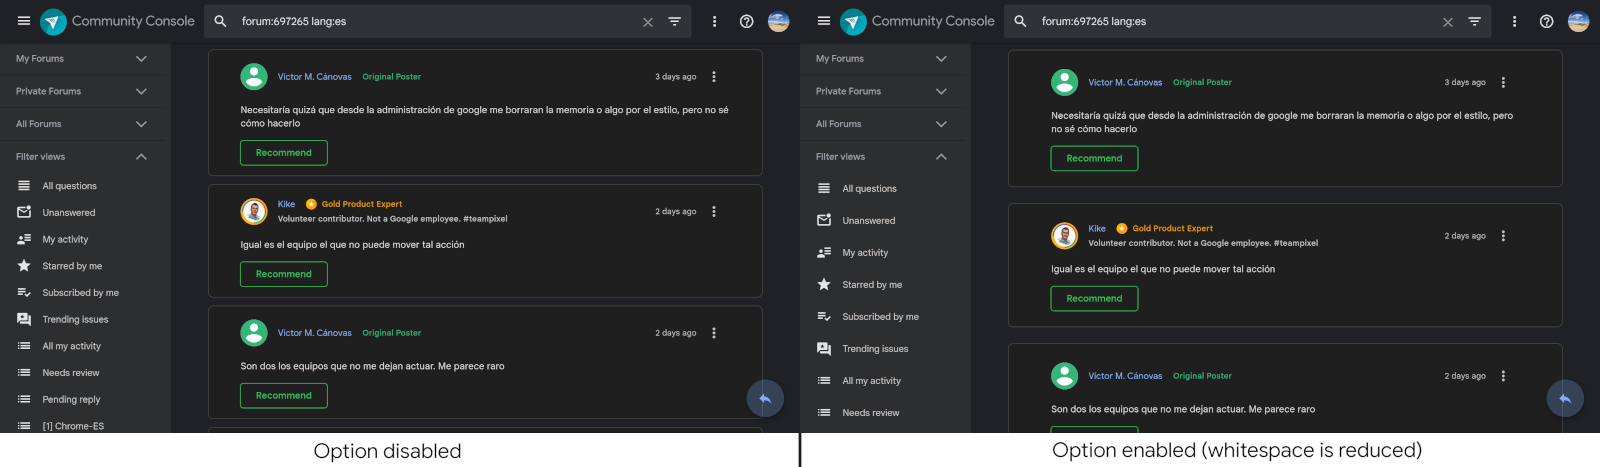 Community Console
forum:697265 lang:es
My Forums
Private Forums
All Forums
Filter views
All questions
Unanswered
My activity
Starred by me
Subscribed by me
Trending issues
All my activity
Needs review
Pending reply
[1] Chrome-ES
Víctor M. Cánovas Original Poster
3 days ago
Necesitaría quizá que desde la administración de google me borraran la memoria o algo por el estilo, pero no sé
cómo hacerlo
Recommend
Kike Gold Product Expert
Volunteer contributor. Not a Google employee. #teampixel
2 days ago
Igual es el equipo el que no puede mover tal acción
Recommend
Víctor M. Cánovas Original Poster
2 days ago
Son dos los equipos que no me dejan actuar. Me parece raro
Recommend
Option disabled
Community Console
forum:697265 lang:es
My Forums
Private Forums
All Forums
Filter views
All questions
Unanswered
My activity
Starred by me
Subscribed by me
Trending issues
All my activity
Needs review
Víctor M. Cánovas Original Poster
3 days ago
Necesitaría quizá que desde la administración de google me borraran la memoria o algo por el estilo, pero
no sé cómo hacerlo
Recommend
Kike Gold Product Expert
Volunteer contributor. Not a Google employee. #teampixel
2 days ago
Igual es el equipo el que no puede mover tal acción
Recommend
Víctor M. Cánovas Original Poster
2 days ago
Son dos los equipos que no me dejan actuar. Me parece raro
Recommend
Option enabled (whitespace is reduced)